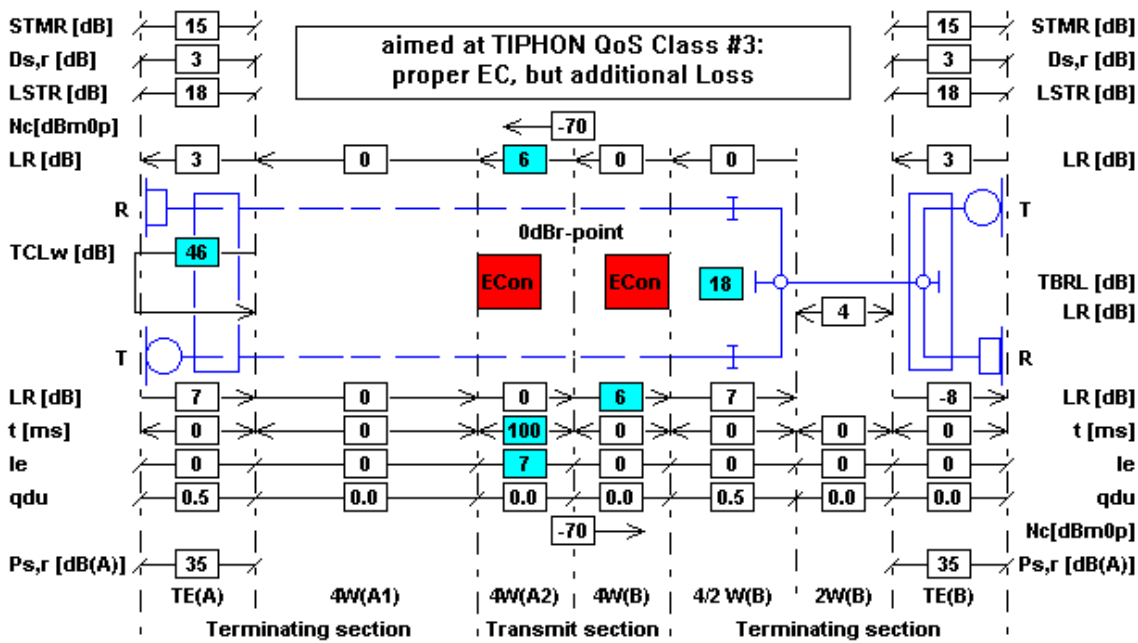 STMR [dB] 15 15 STMR [dB]
aimed at TIPHON QoS Class #3:
proper EC, but additional Loss
Ds,r [dB] 3 3 Ds,r [dB]
LSTR [dB] 18 18 LSTR [dB]
Nc[dBm0p] -70
LR [dB] 3 0 6 0 0 3 LR [dB]
R T
0dBr-point
TCLw [dB] 46
ECon ECon 18 TBRL [dB]
4 LR [dB]
T R
LR [dB] 7 0 0 6 7 -8 LR [dB]
t [ms] 0 0 100 0 0 0 0 t [ms]
Ie 0 0 7 0 0 0 0 Ie
qdu 0.5 0.0 0.0 0.0 0.5 0.0 0.0 qdu
-70 Nc[dBm0p]
Ps,r [dB(A)] 35 35 Ps,r [dB(A)]
TE(A) 4W(A1) 4W(A2) 4W(B) 4/2 W(B) 2W(B) TE(B)
Terminating section Transmit section Terminating section